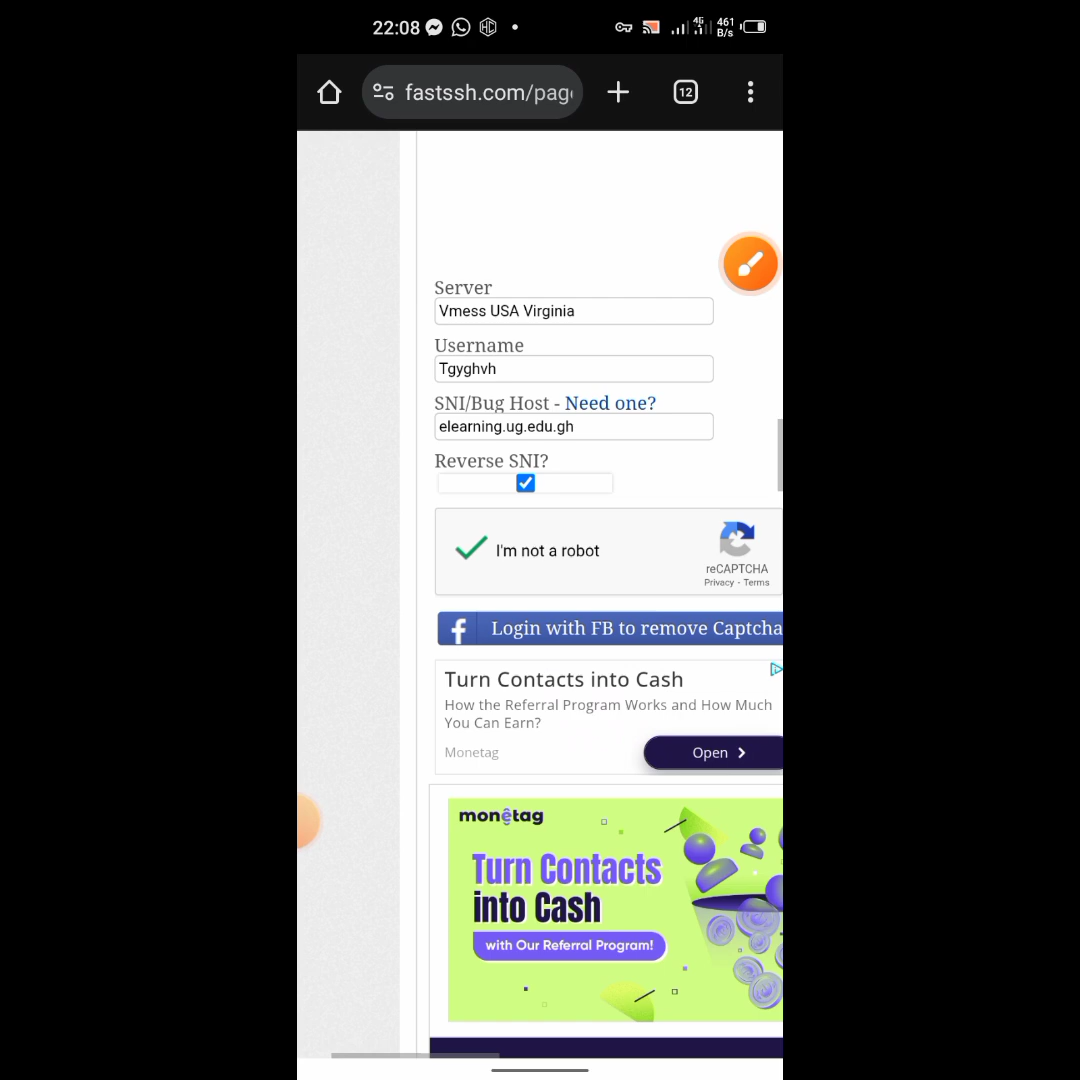 22:08
4G
461
B/s
fastssh.com/page
12
Server
Vmess USA Virginia
Username
Tgyghvh
SNI/Bug Host - Need one?
elearning.ug.edu.gh
Reverse SNI?
I'm not a robot
reCAPTCHA
Privacy - Terms
Login with FB to remove Captcha
Turn Contacts into Cash
How the Referral Program Works and How Much
You Can Earn?
Monetag
Open
monetag
Turn Contacts
into Cash
with Our Referral Program!